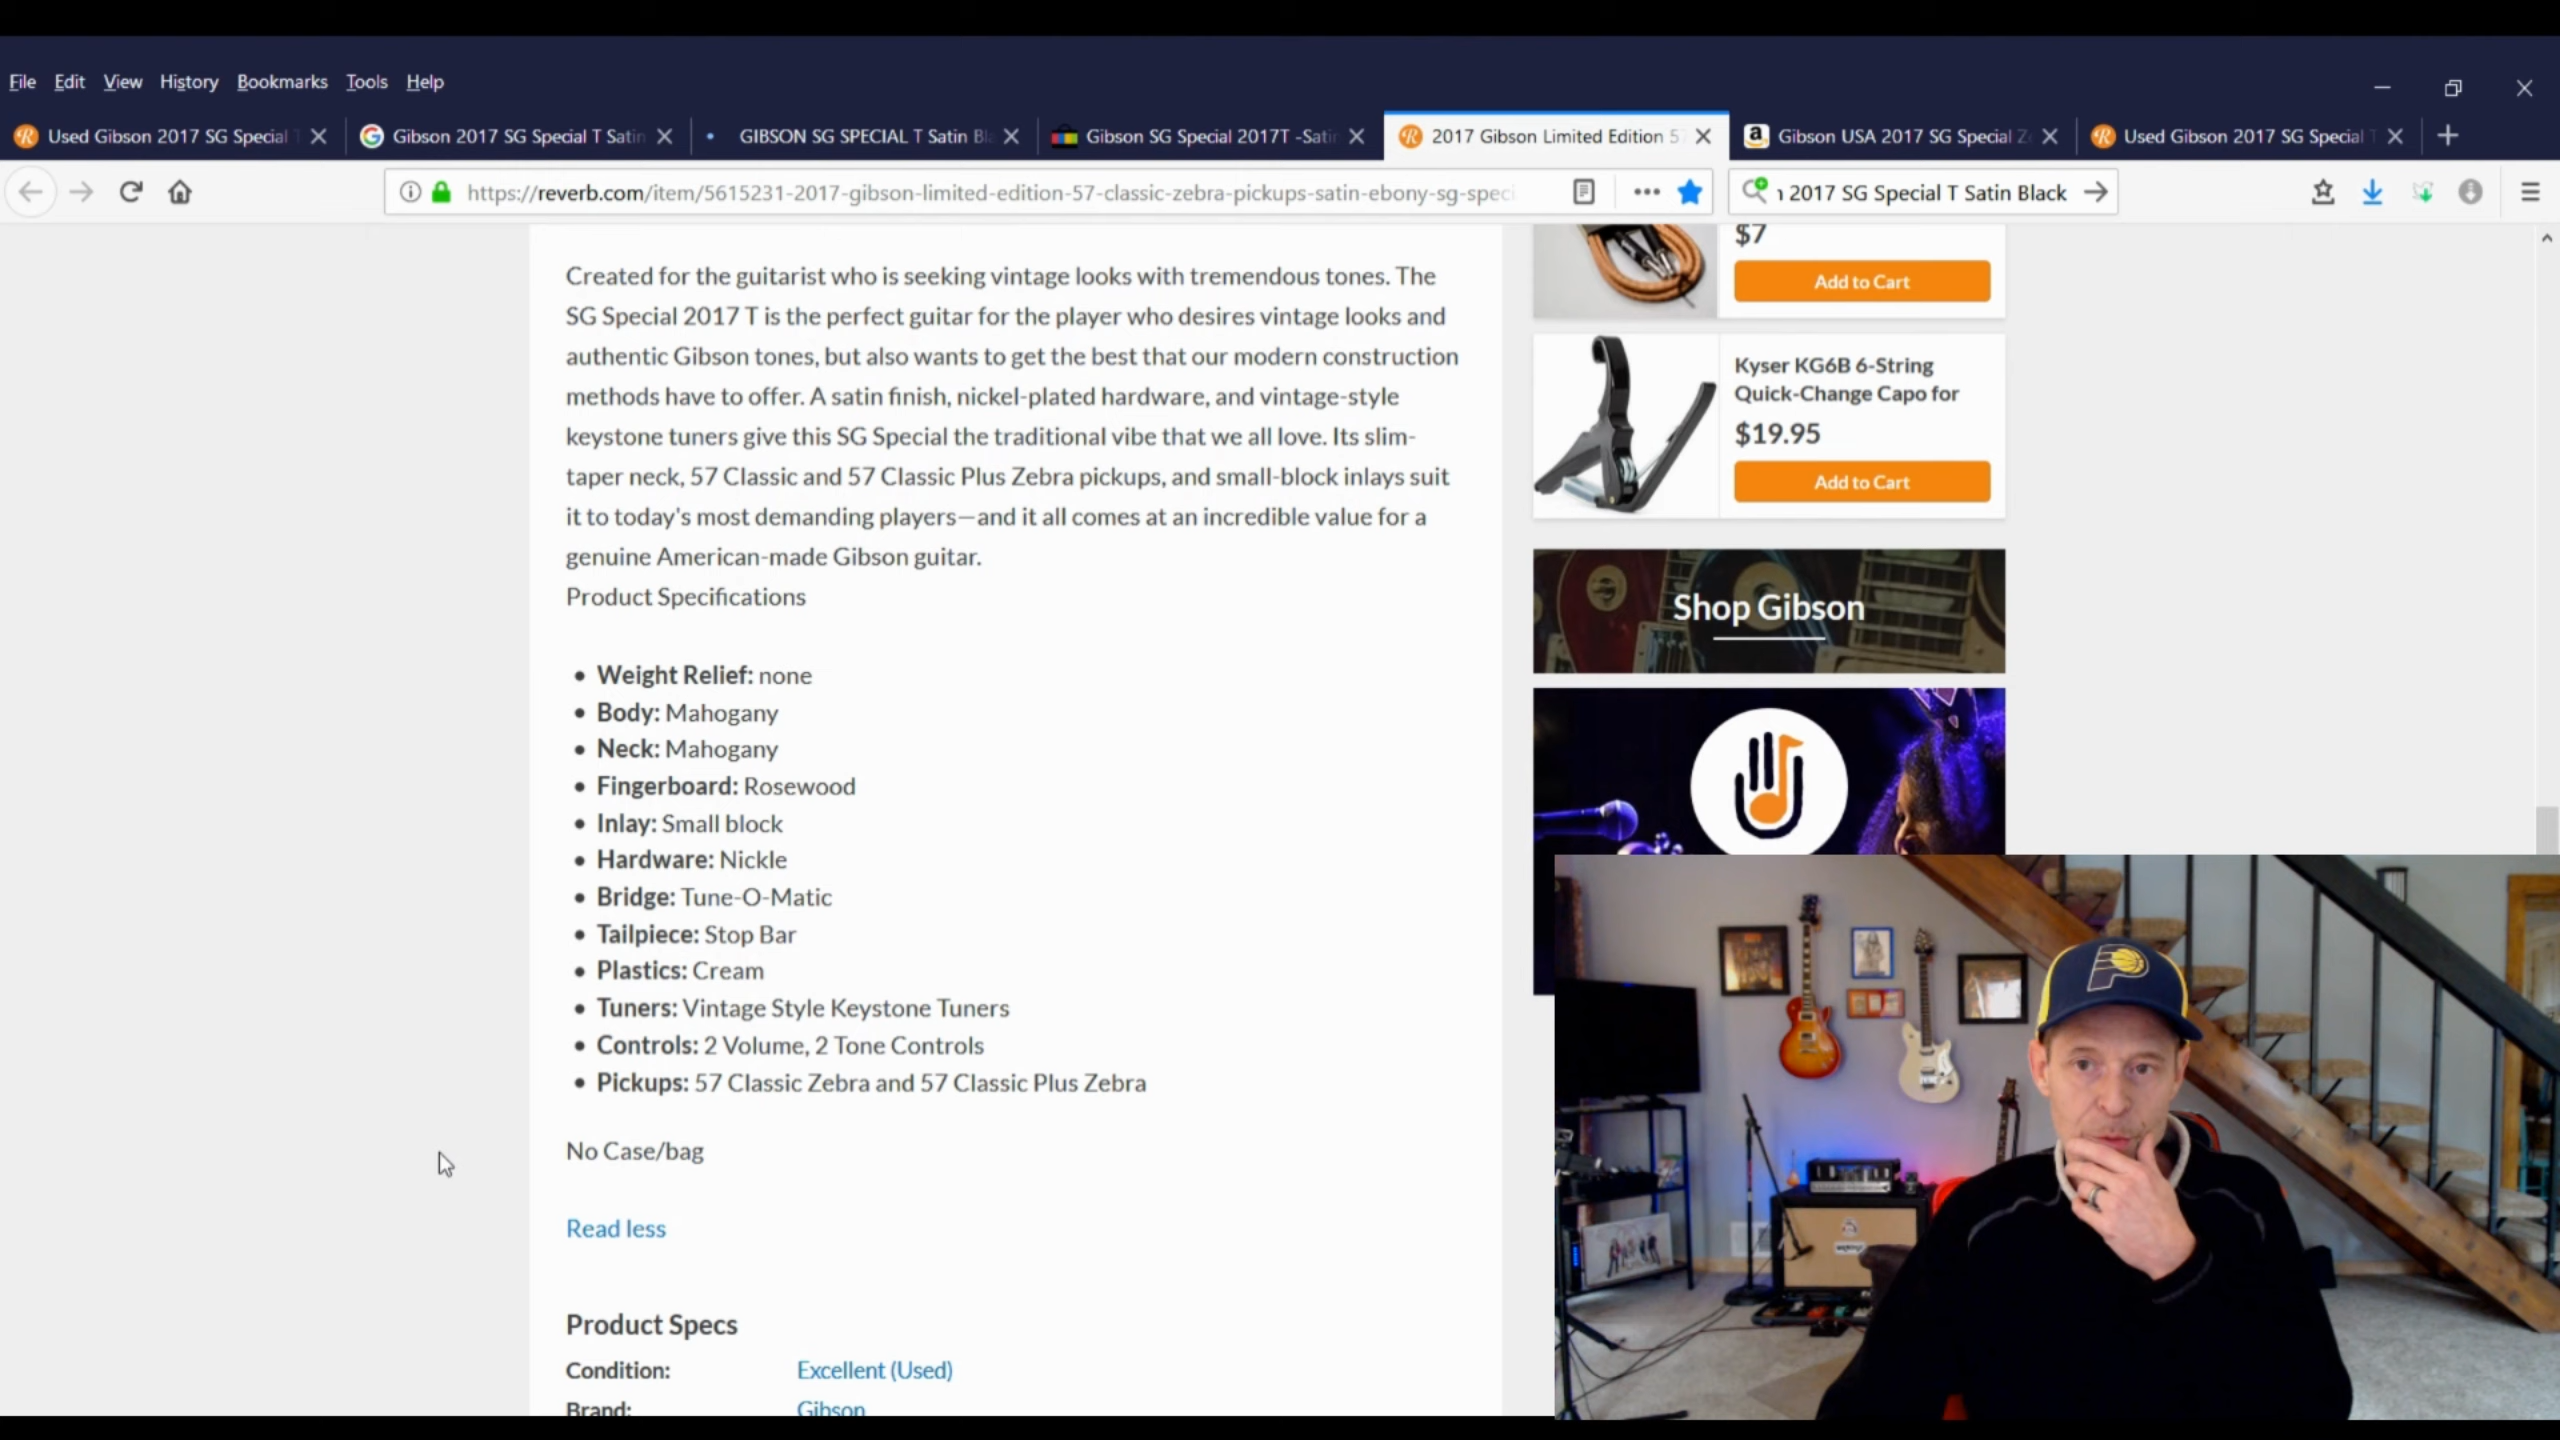 File Edit View History Bookmarks Tools Help
Used Gibson 2017 SG Special T
Gibson 2017 SG Special T Satin
GIBSON SG SPECIAL T Satin Bl
Gibson SG Special 2017T -Satin
2017 Gibson Limited Edition 57
Gibson USA 2017 SG Special Ze
Used Gibson 2017 SG Special T
https://reverb.com/item/5615231-2017-gibson-limited-edition-57-classic-zebra-pickups-satin-ebony-sg-speci
2017 SG Special T Satin Black
Created for the guitarist who is seeking vintage looks with tremendous tones. The
SG Special 2017 T is the perfect guitar for the player who desires vintage looks and
authentic Gibson tones, but also wants to get the best that our modern construction
methods have to offer. A satin finish, nickel-plated hardware, and vintage-style
keystone tuners give this SG Special the traditional vibe that we all love. Its slim-
taper neck, 57 Classic and 57 Classic Plus Zebra pickups, and small-block inlays suit
it to today's most demanding players—and it all comes at an incredible value for a
genuine American-made Gibson guitar.
Product Specifications
Weight Relief: none
Body: Mahogany
Neck: Mahogany
Fingerboard: Rosewood
Inlay: Small block
Hardware: Nickle
Bridge: Tune-O-Matic
Tailpiece: Stop Bar
Plastics: Cream
Tuners: Vintage Style Keystone Tuners
Controls: 2 Volume, 2 Tone Controls
Pickups: 57 Classic Zebra and 57 Classic Plus Zebra
No Case/bag
Read less
Product Specs
Condition: Excellent (Used)
Brand: Gibson
$7
Add to Cart
Kyser KG6B 6-String
Quick-Change Capo for
$19.95
Add to Cart
Shop Gibson